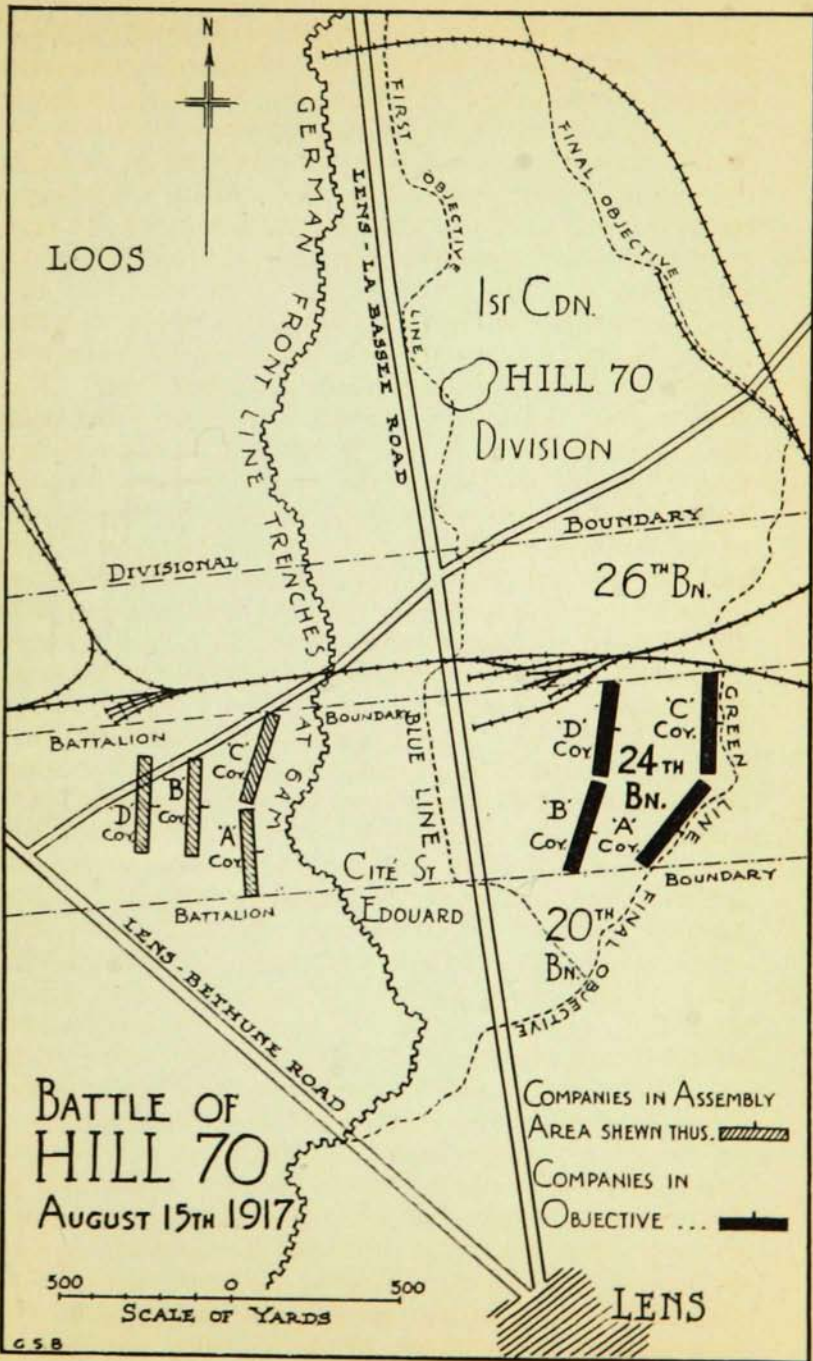 N
LOOS
GERMAN FRONT LINE TRENCHES AT 6AM
LENS - LA BASSEE ROAD
FIRST OBJECTIVE LINE
FINAL OBJECTIVE
1ST CDN.
HILL 70
DIVISION
DIVISIONAL BOUNDARY
26TH BN.
BATTALION BOUNDARY
BLUE LINE
GREEN LINE
'D'
COY.
'B'
COY.
'C'
COY.
'A'
COY.
'D'
COY
'C'
COY.
24TH
BN.
'B'
COY.
'A'
COY.
CITÉ ST
EDOUARD
BATTALION BOUNDARY
20TH
BN.
FINAL OBJECTIVE
LENS-BETHUNE ROAD
BATTLE OF
HILL 70
AUGUST 15TH 1917
COMPANIES IN ASSEMBLY
AREA SHEWN THUS.
COMPANIES IN
OBJECTIVE ...
500 0 500
SCALE OF YARDS
LENS
G S B